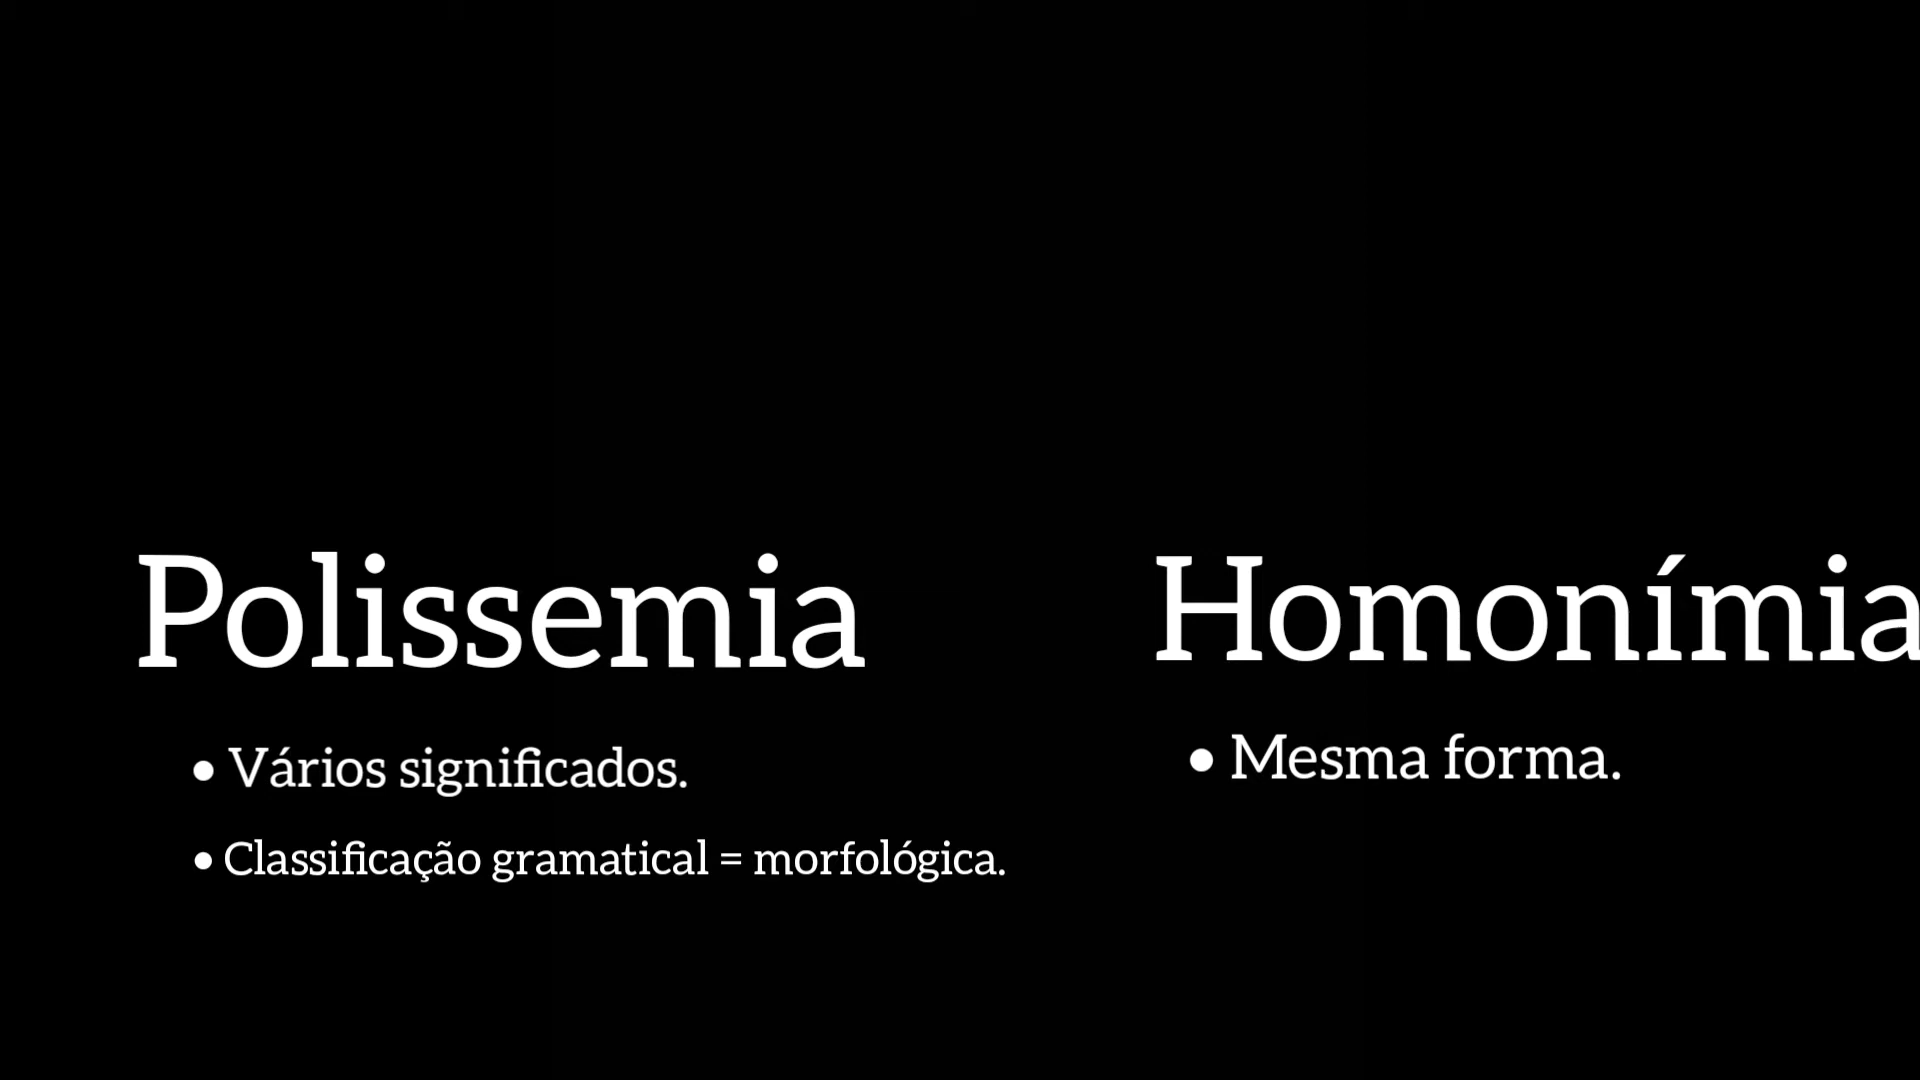 Polissemia
• Vários significados.
• Classificação gramatical = morfológica.
Homonímia
• Mesma forma.